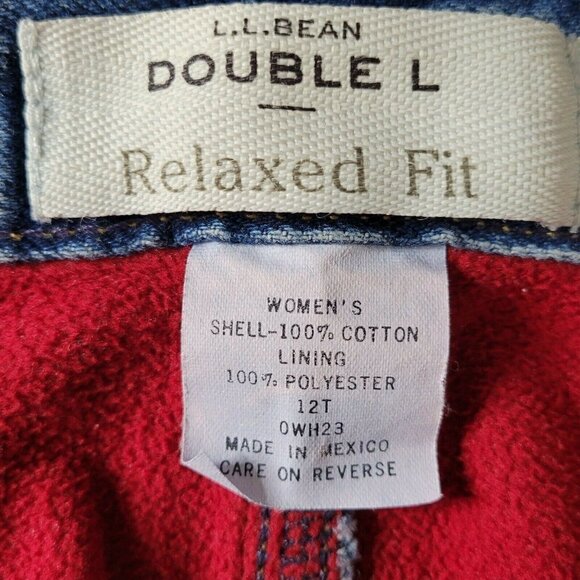 L.L.BEAN
DOUBLE L
Relaxed Fit
WOMEN'S
SHELL-100% COTTON
LINING
100% POLYESTER
12T
0WH23
MADE IN MEXICO
CARE ON REVERSE